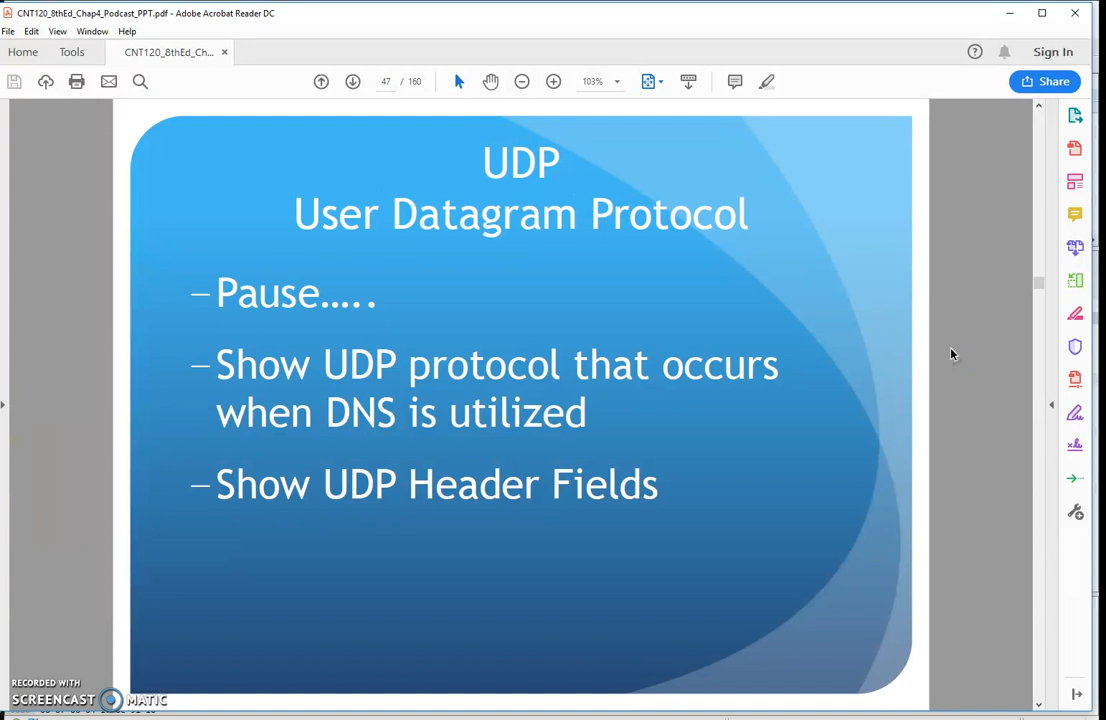 CNT120_8thEd_Chap4_Podcast_PPT.pdf - Adobe Acrobat Reader DC
File Edit View Window Help
Home Tools CNT120_8thEd_Ch... × Sign In
47 / 160 103% Share
UDP
User Datagram Protocol
–Pause…..
–Show UDP protocol that occurs
when DNS is utilized
–Show UDP Header Fields
RECORDED WITH
SCREENCAST MATIC